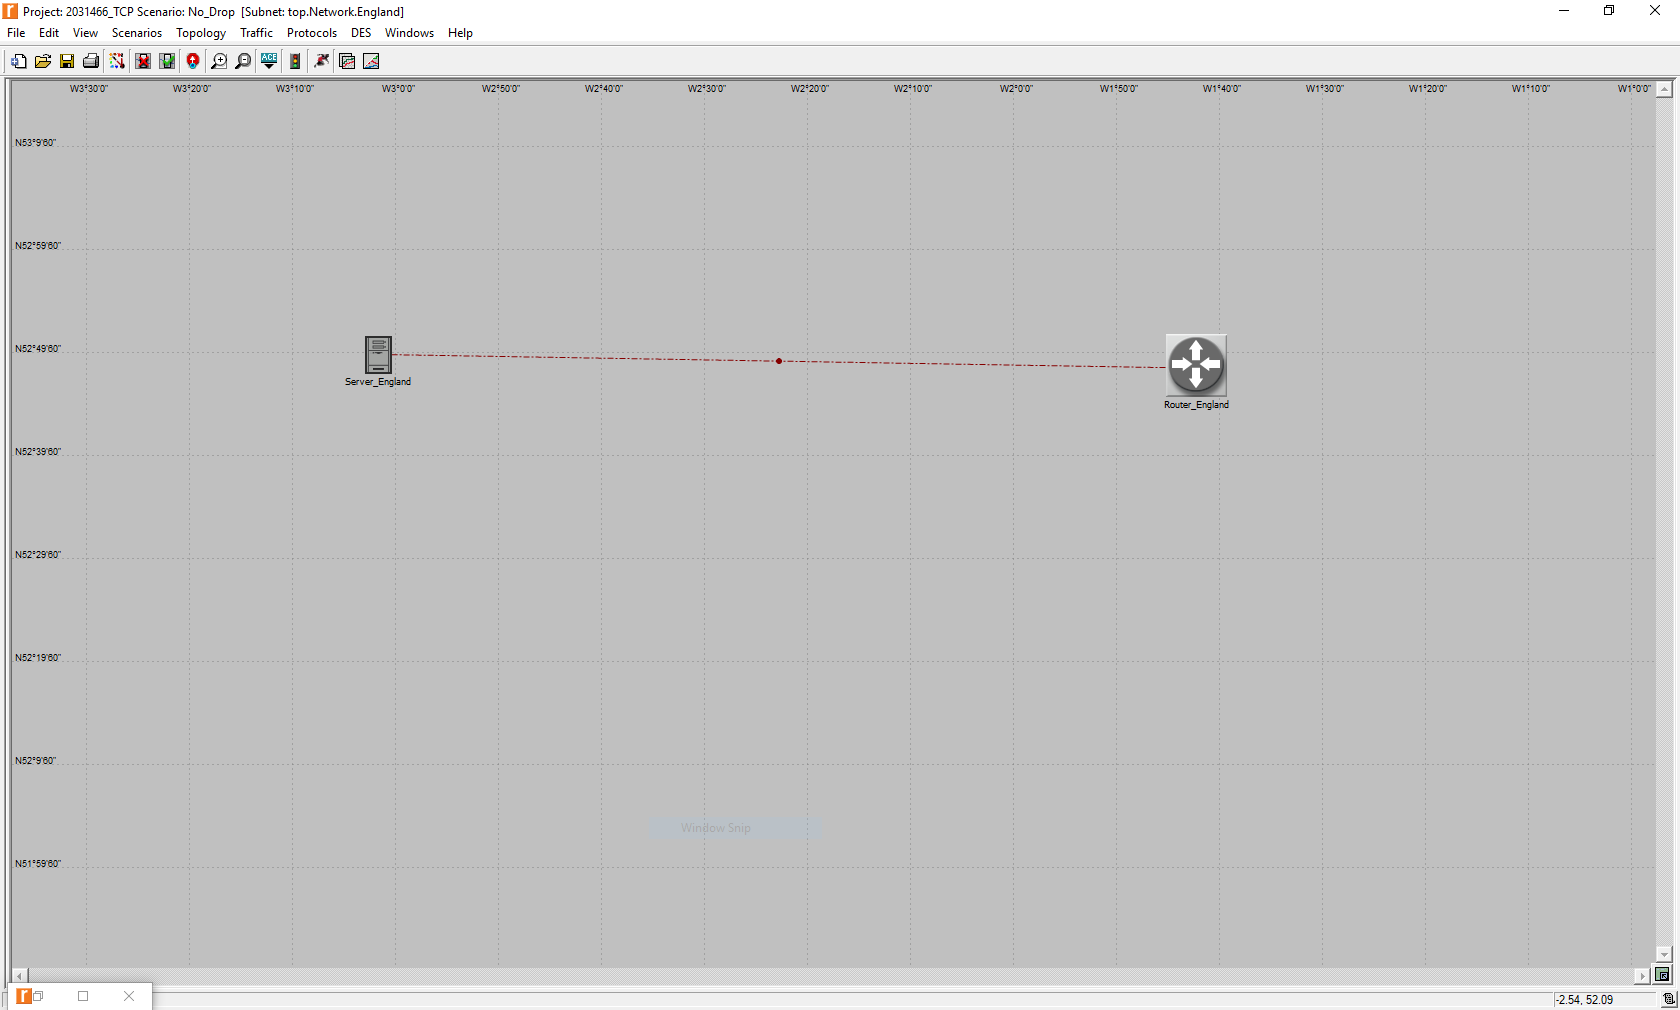 Project: 2031466_TCP Scenario: No_Drop [Subnet: top.Network.England]
File Edit View Scenarios Topology Traffic Protocols DES Windows Help
ACE
W3°30'0" W3°20'0" W3°10'0" W3°0'0" W2°50'0" W2°40'0" W2°30'0" W2°20'0" W2°10'0" W2°0'0" W1°50'0" W1°40'0" W1°30'0" W1°20'0" W1°10'0" W1°0'0"
N53°9'60"
N52°59'60"
N52°49'60"
Server_England
Router_England
N52°39'60"
N52°29'60"
N52°19'60"
N52°9'60"
Window Snip
N51°59'60"
-2.54, 52.09